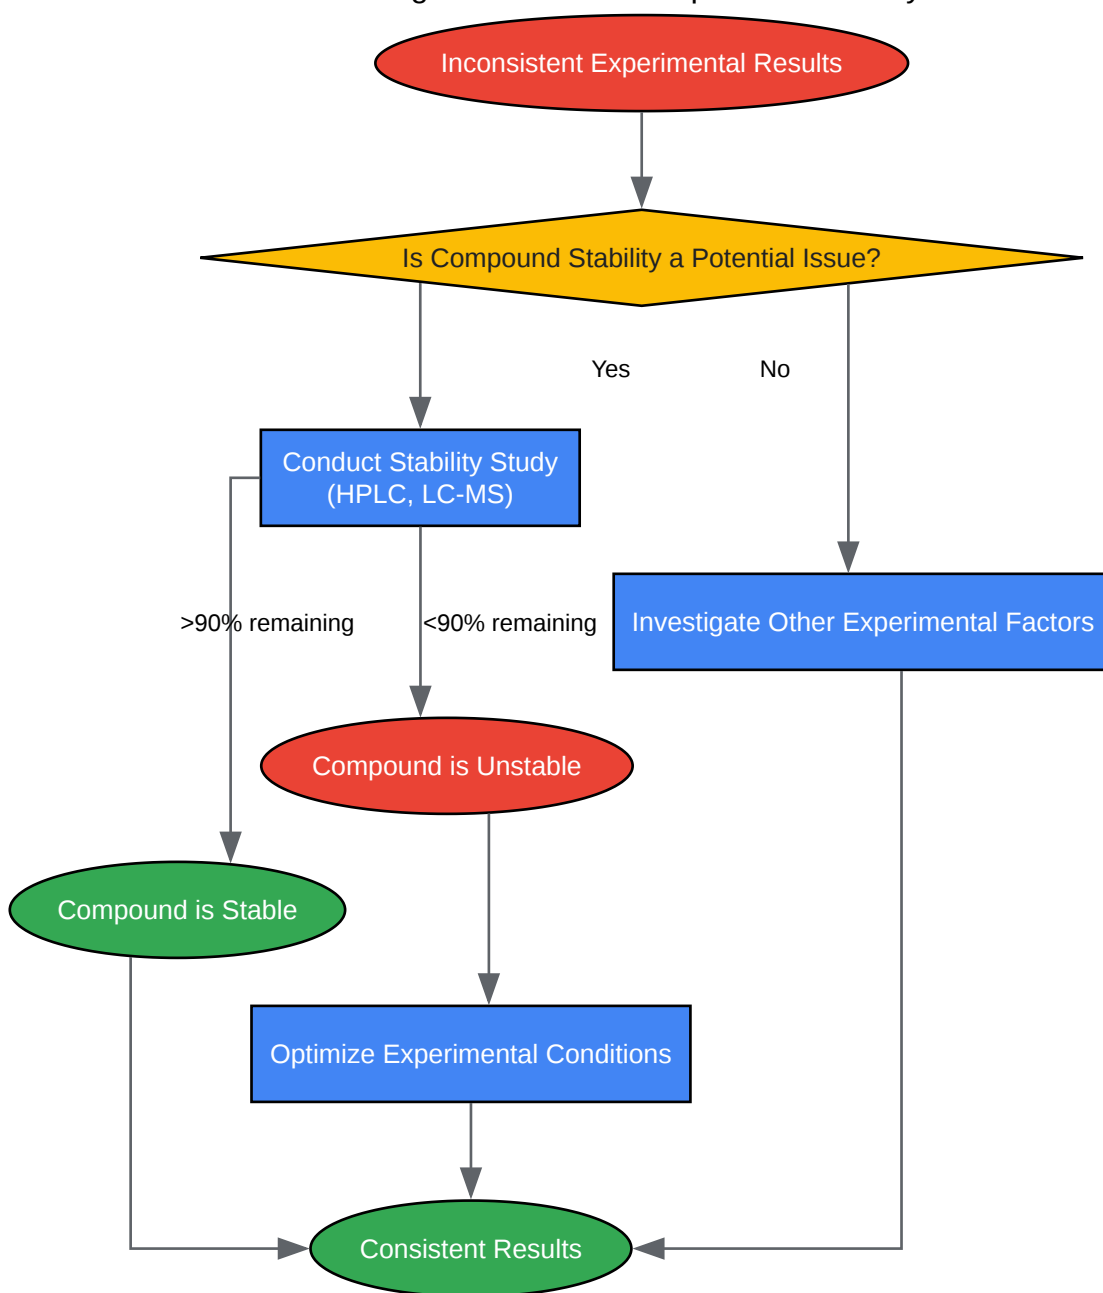 Inconsistent Experimental Results
Is Compound Stability a Potential Issue?
Yes
No
Conduct Stability Study
(HPLC, LC-MS)
>90% remaining
<90% remaining
Investigate Other Experimental Factors
Compound is Unstable
Compound is Stable
Optimize Experimental Conditions
Consistent Results